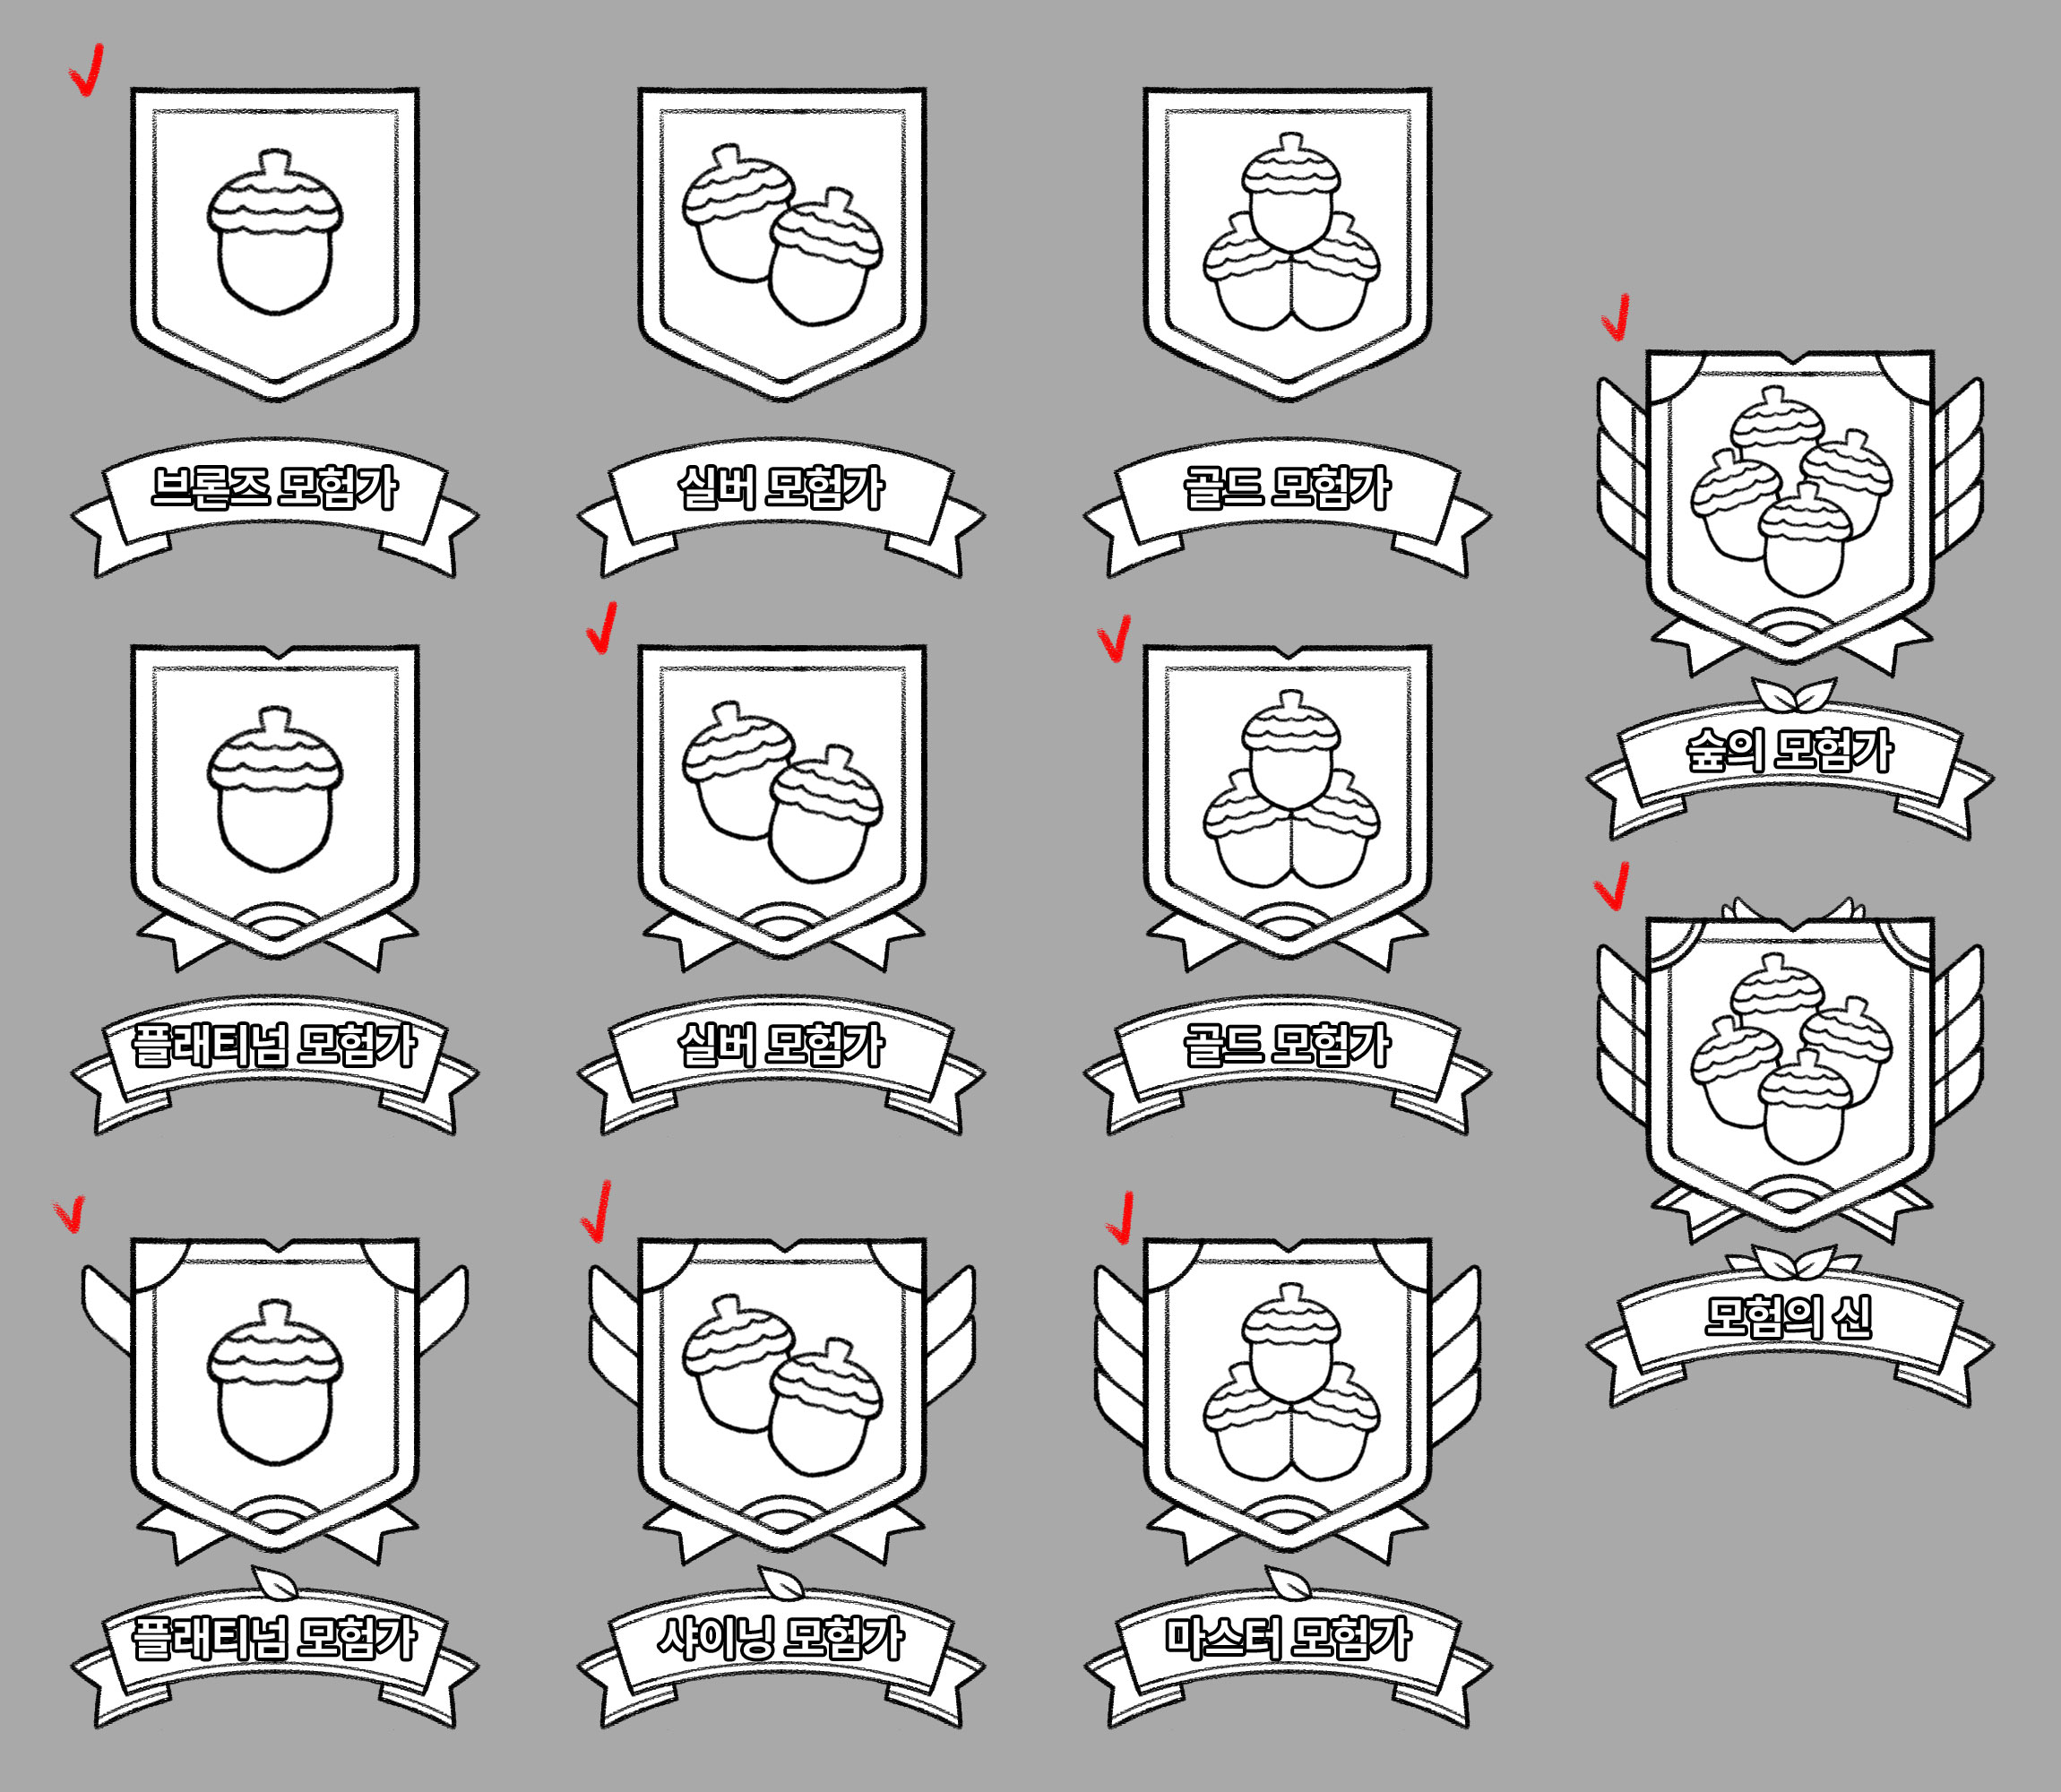 브론즈 모험가
실버 모험가
골드 모험가
플래티넘 모험가
실버 모험가
골드 모험가
플래티넘 모험가
샤이닝 모험가
마스터 모험가
숲의 모험가
모험의 신